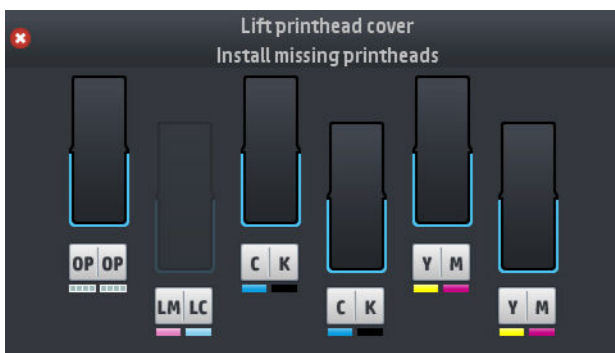 Lift printhead cover
Install missing printheads
OP OP
C K
Y M
LM LC
C K
Y M